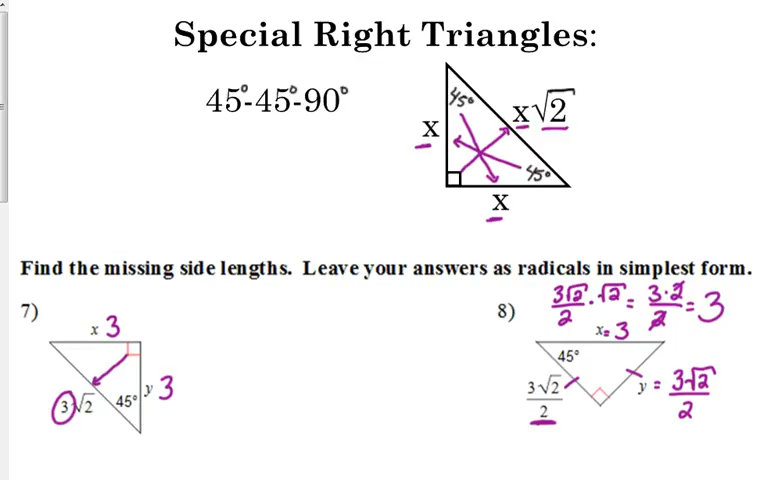 Special Right Triangles:
45°-45°-90°
45°
x
x√2
45°
x
Find the missing side lengths. Leave your answers as radicals in simplest form.
7)
x 3
3√2
45°
y 3
8)
3√2/2 · √2 = 3·2/2 = 3
x = 3
45°
3√2/2
y = 3√2/2